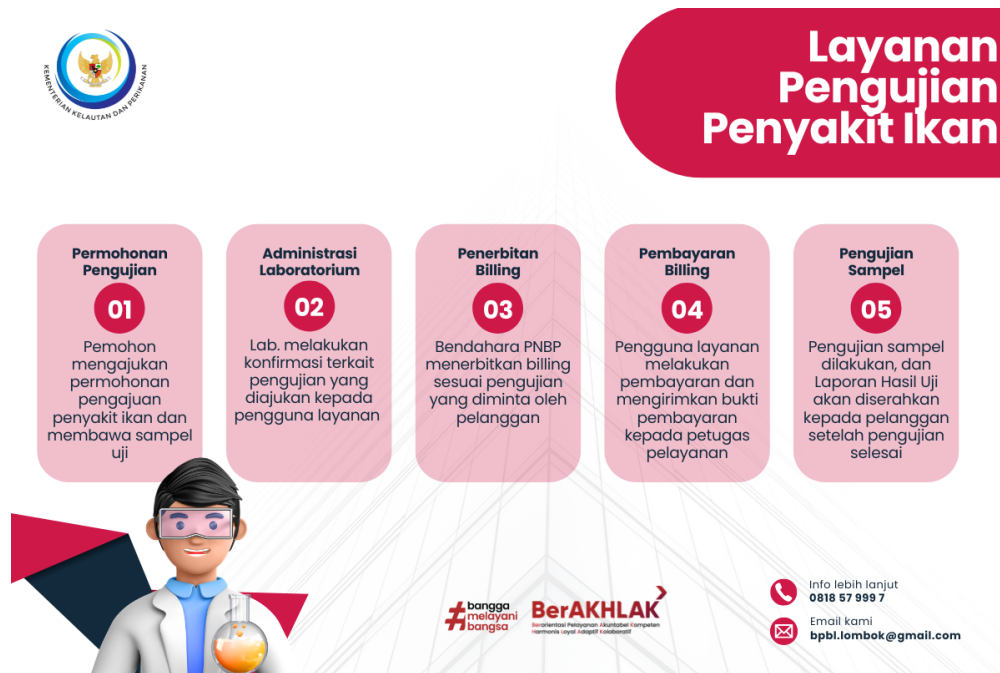 KEMENTERIAN KELAUTAN DAN PERIKANAN
Layanan
Pengujian
Penyakit Ikan
Permohonan
Pengujian
01
Pemohon
mengajukan
permohonan
pengajuan
penyakit ikan dan
membawa sampel
uji
Administrasi
Laboratorium
02
Lab. melakukan
konfirmasi terkait
pengujian yang
diajukan kepada
pengguna layanan
Penerbitan
Billing
03
Bendahara PNBP
menerbitkan billing
sesuai pengujian
yang diminta oleh
pelanggan
Pembayaran
Billing
04
Pengguna layanan
melakukan
pembayaran dan
mengirimkan bukti
pembayaran
kepada petugas
pelayanan
Pengujian
Sampel
05
Pengujian sampel
dilakukan, dan
Laporan Hasil Uji
akan diserahkan
kepada pelanggan
setelah pengujian
selesai
#bangga
melayani
bangsa
BerAKHLAK
Berorientasi Pelayanan Akuntabel Kompeten
Harmonis Loyal Adaptif Kolaboratif
Info lebih lanjut
0818 57 999 7
Email kami
bpbl.lombok@gmail.com